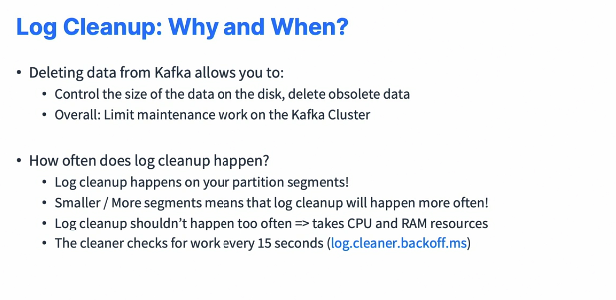 Log Cleanup: Why and When?
• Deleting data from Kafka allows you to:
• Control the size of the data on the disk, delete obsolete data
• Overall: Limit maintenance work on the Kafka Cluster
• How often does log cleanup happen?
• Log cleanup happens on your partition segments!
• Smaller / More segments means that log cleanup will happen more often!
• Log cleanup shouldn't happen too often => takes CPU and RAM resources
• The cleaner checks for work every 15 seconds (log.cleaner.backoff.ms)